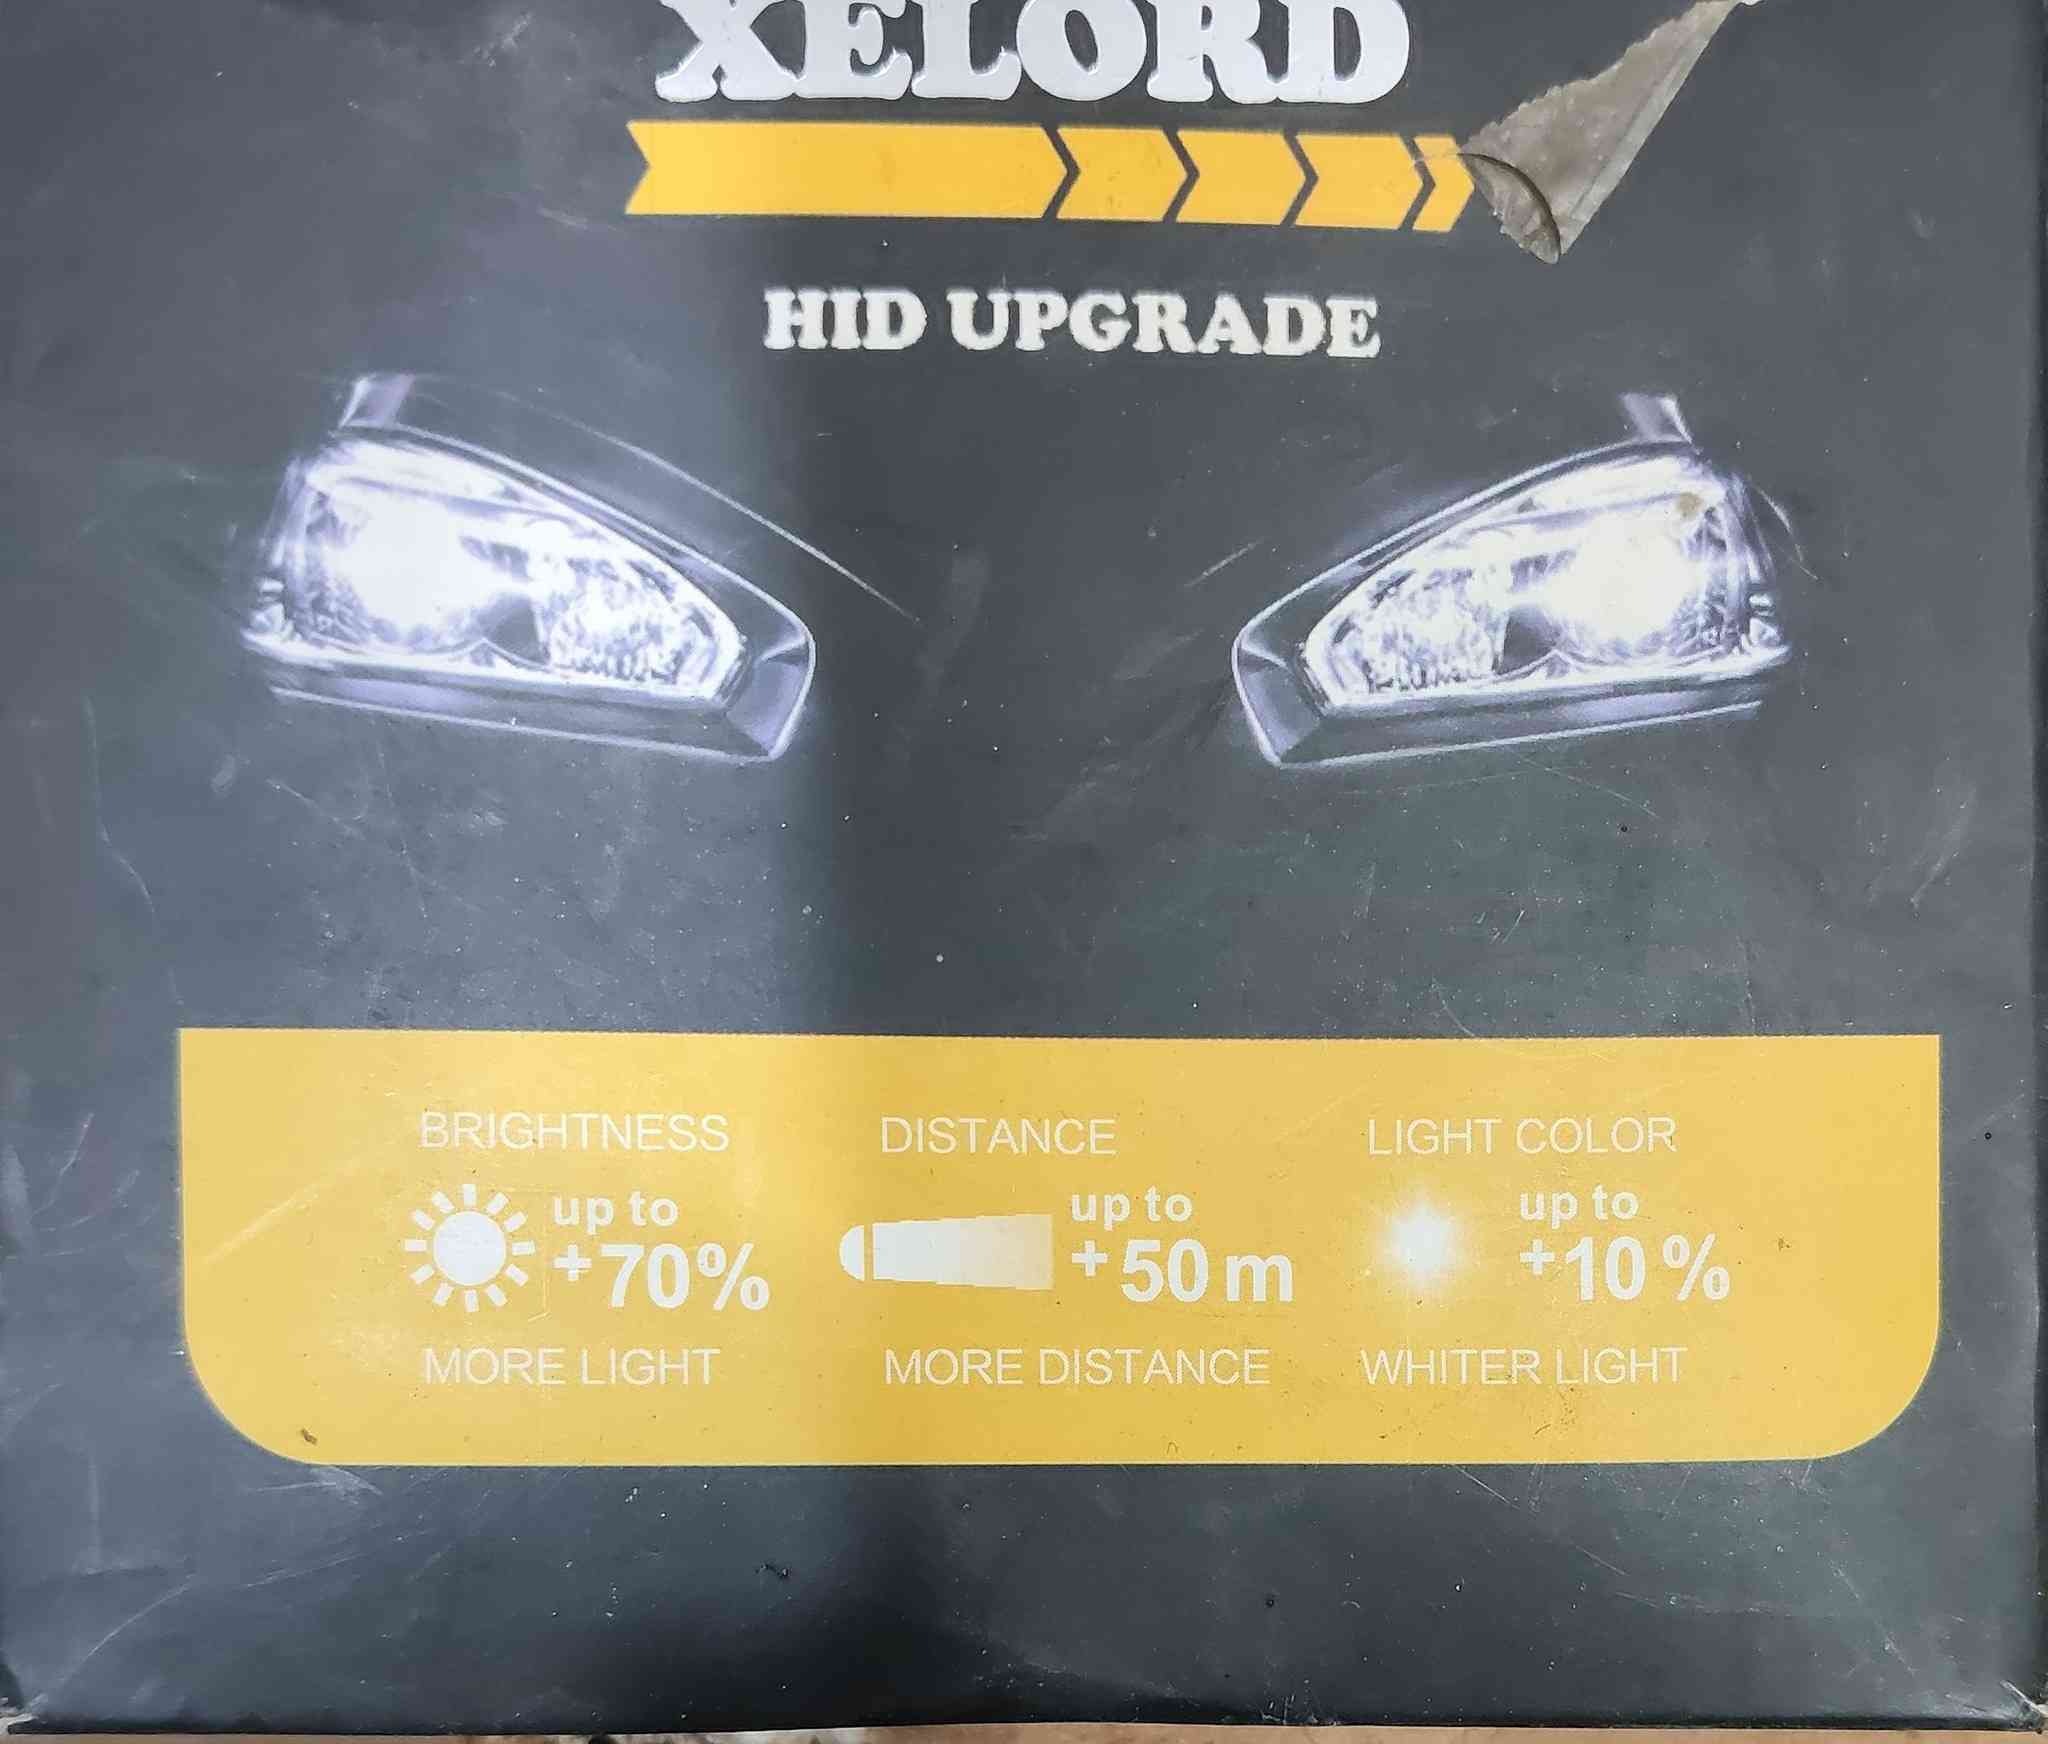 XELORD
HID UPGRADE
BRIGHTNESS
up to
+70%
MORE LIGHT
DISTANCE
up to
+50 m
MORE DISTANCE
LIGHT COLOR
up to
+10 %
WHITER LIGHT